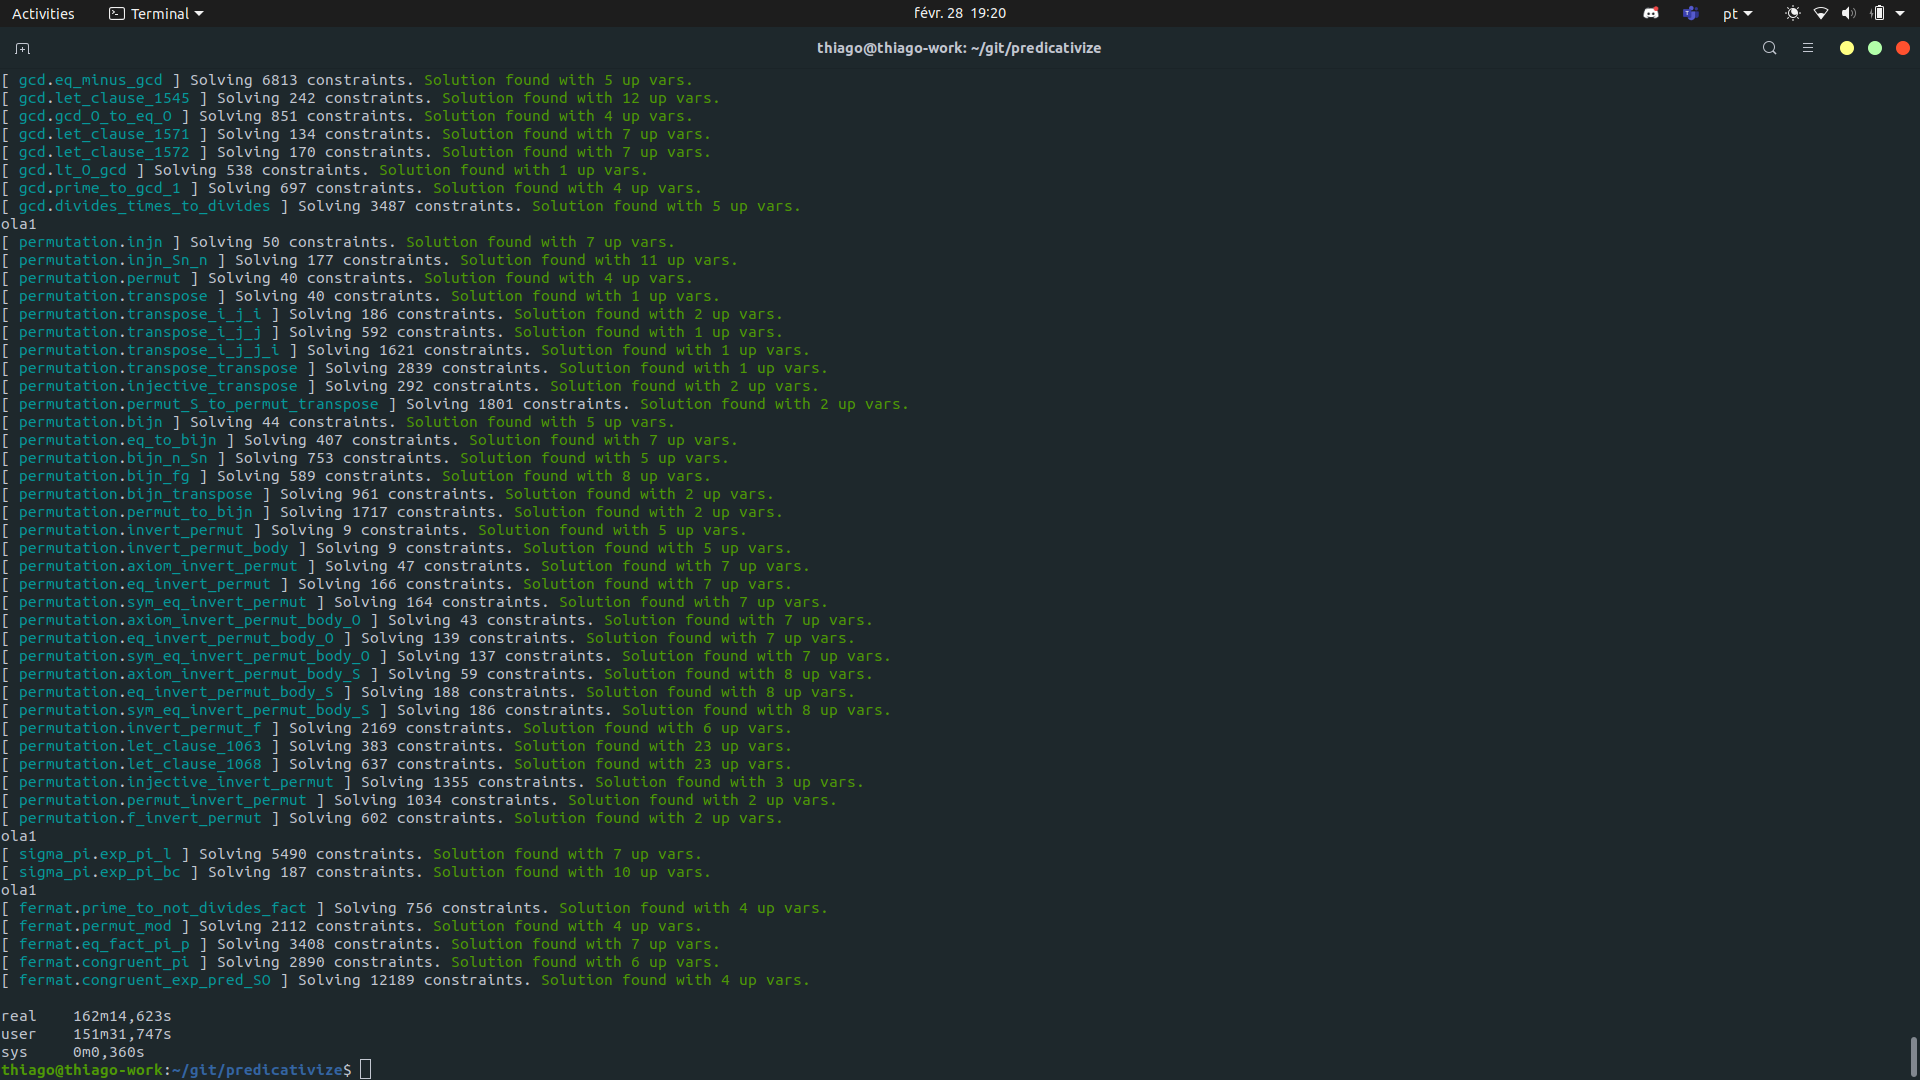 Activities Terminal févr. 28 19:20 pt
thiago@thiago-work: ~/git/predicativize
[ gcd.eq_minus_gcd ] Solving 6813 constraints. Solution found with 5 up vars.
[ gcd.let_clause_1545 ] Solving 242 constraints. Solution found with 12 up vars.
[ gcd.gcd_O_to_eq_O ] Solving 851 constraints. Solution found with 4 up vars.
[ gcd.let_clause_1571 ] Solving 134 constraints. Solution found with 7 up vars.
[ gcd.let_clause_1572 ] Solving 170 constraints. Solution found with 7 up vars.
[ gcd.lt_O_gcd ] Solving 538 constraints. Solution found with 1 up vars.
[ gcd.prime_to_gcd_1 ] Solving 697 constraints. Solution found with 4 up vars.
[ gcd.divides_times_to_divides ] Solving 3487 constraints. Solution found with 5 up vars.
ola1
[ permutation.injn ] Solving 50 constraints. Solution found with 7 up vars.
[ permutation.injn_Sn_n ] Solving 177 constraints. Solution found with 11 up vars.
[ permutation.permut ] Solving 40 constraints. Solution found with 4 up vars.
[ permutation.transpose ] Solving 40 constraints. Solution found with 1 up vars.
[ permutation.transpose_i_j_i ] Solving 186 constraints. Solution found with 2 up vars.
[ permutation.transpose_i_j_j ] Solving 592 constraints. Solution found with 1 up vars.
[ permutation.transpose_i_j_j_i ] Solving 1621 constraints. Solution found with 1 up vars.
[ permutation.transpose_transpose ] Solving 2839 constraints. Solution found with 1 up vars.
[ permutation.injective_transpose ] Solving 292 constraints. Solution found with 2 up vars.
[ permutation.permut_S_to_permut_transpose ] Solving 1801 constraints. Solution found with 2 up vars.
[ permutation.bijn ] Solving 44 constraints. Solution found with 5 up vars.
[ permutation.eq_to_bijn ] Solving 407 constraints. Solution found with 7 up vars.
[ permutation.bijn_n_Sn ] Solving 753 constraints. Solution found with 5 up vars.
[ permutation.bijn_fg ] Solving 589 constraints. Solution found with 8 up vars.
[ permutation.bijn_transpose ] Solving 961 constraints. Solution found with 2 up vars.
[ permutation.permut_to_bijn ] Solving 1717 constraints. Solution found with 2 up vars.
[ permutation.invert_permut ] Solving 9 constraints. Solution found with 5 up vars.
[ permutation.invert_permut_body ] Solving 9 constraints. Solution found with 5 up vars.
[ permutation.axiom_invert_permut ] Solving 47 constraints. Solution found with 7 up vars.
[ permutation.eq_invert_permut ] Solving 166 constraints. Solution found with 7 up vars.
[ permutation.sym_eq_invert_permut ] Solving 164 constraints. Solution found with 7 up vars.
[ permutation.axiom_invert_permut_body_O ] Solving 43 constraints. Solution found with 7 up vars.
[ permutation.eq_invert_permut_body_O ] Solving 139 constraints. Solution found with 7 up vars.
[ permutation.sym_eq_invert_permut_body_O ] Solving 137 constraints. Solution found with 7 up vars.
[ permutation.axiom_invert_permut_body_S ] Solving 59 constraints. Solution found with 8 up vars.
[ permutation.eq_invert_permut_body_S ] Solving 188 constraints. Solution found with 8 up vars.
[ permutation.sym_eq_invert_permut_body_S ] Solving 186 constraints. Solution found with 8 up vars.
[ permutation.invert_permut_f ] Solving 2169 constraints. Solution found with 6 up vars.
[ permutation.let_clause_1063 ] Solving 383 constraints. Solution found with 23 up vars.
[ permutation.let_clause_1068 ] Solving 637 constraints. Solution found with 23 up vars.
[ permutation.injective_invert_permut ] Solving 1355 constraints. Solution found with 3 up vars.
[ permutation.permut_invert_permut ] Solving 1034 constraints. Solution found with 2 up vars.
[ permutation.f_invert_permut ] Solving 602 constraints. Solution found with 2 up vars.
ola1
[ sigma_pi.exp_pi_l ] Solving 5490 constraints. Solution found with 7 up vars.
[ sigma_pi.exp_pi_bc ] Solving 187 constraints. Solution found with 10 up vars.
ola1
[ fermat.prime_to_not_divides_fact ] Solving 756 constraints. Solution found with 4 up vars.
[ fermat.permut_mod ] Solving 2112 constraints. Solution found with 4 up vars.
[ fermat.eq_fact_pi_p ] Solving 3408 constraints. Solution found with 7 up vars.
[ fermat.congruent_pi ] Solving 2890 constraints. Solution found with 6 up vars.
[ fermat.congruent_exp_pred_SO ] Solving 12189 constraints. Solution found with 4 up vars.
real 162m14,623s
user 151m31,747s
sys 0m0,360s
thiago@thiago-work:~/git/predicativize$